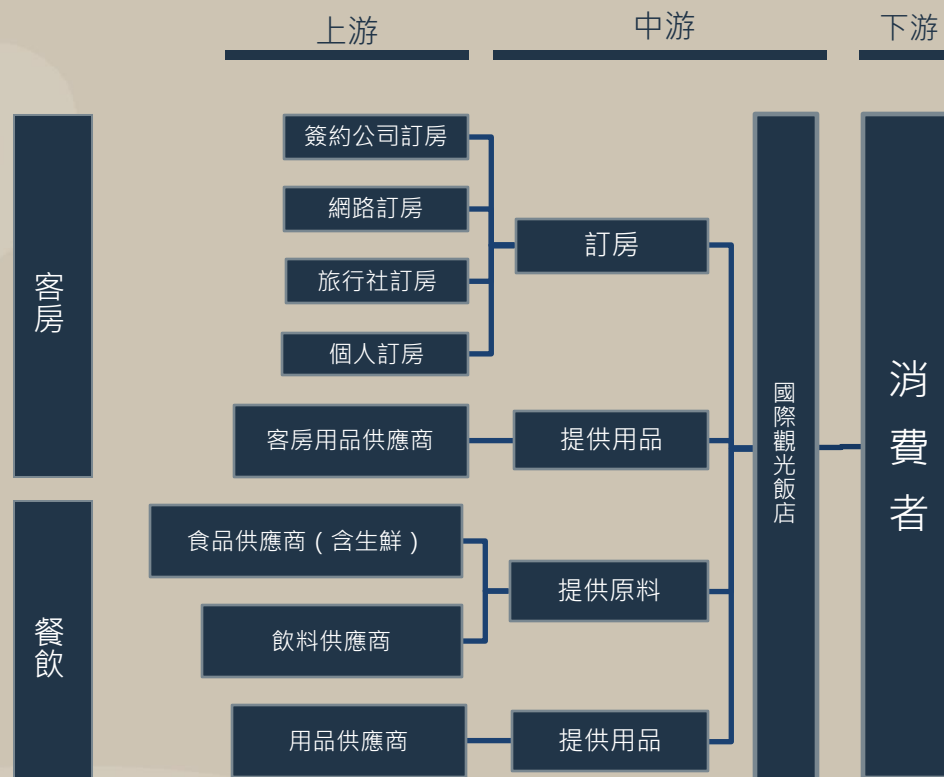 上游
中游
下游
客房
簽約公司訂房
網路訂房
旅行社訂房
個人訂房
訂房
客房用品供應商
提供用品
餐飲
食品供應商（含生鮮）
飲料供應商
提供原料
用品供應商
提供用品
國際觀光飯店
消費者